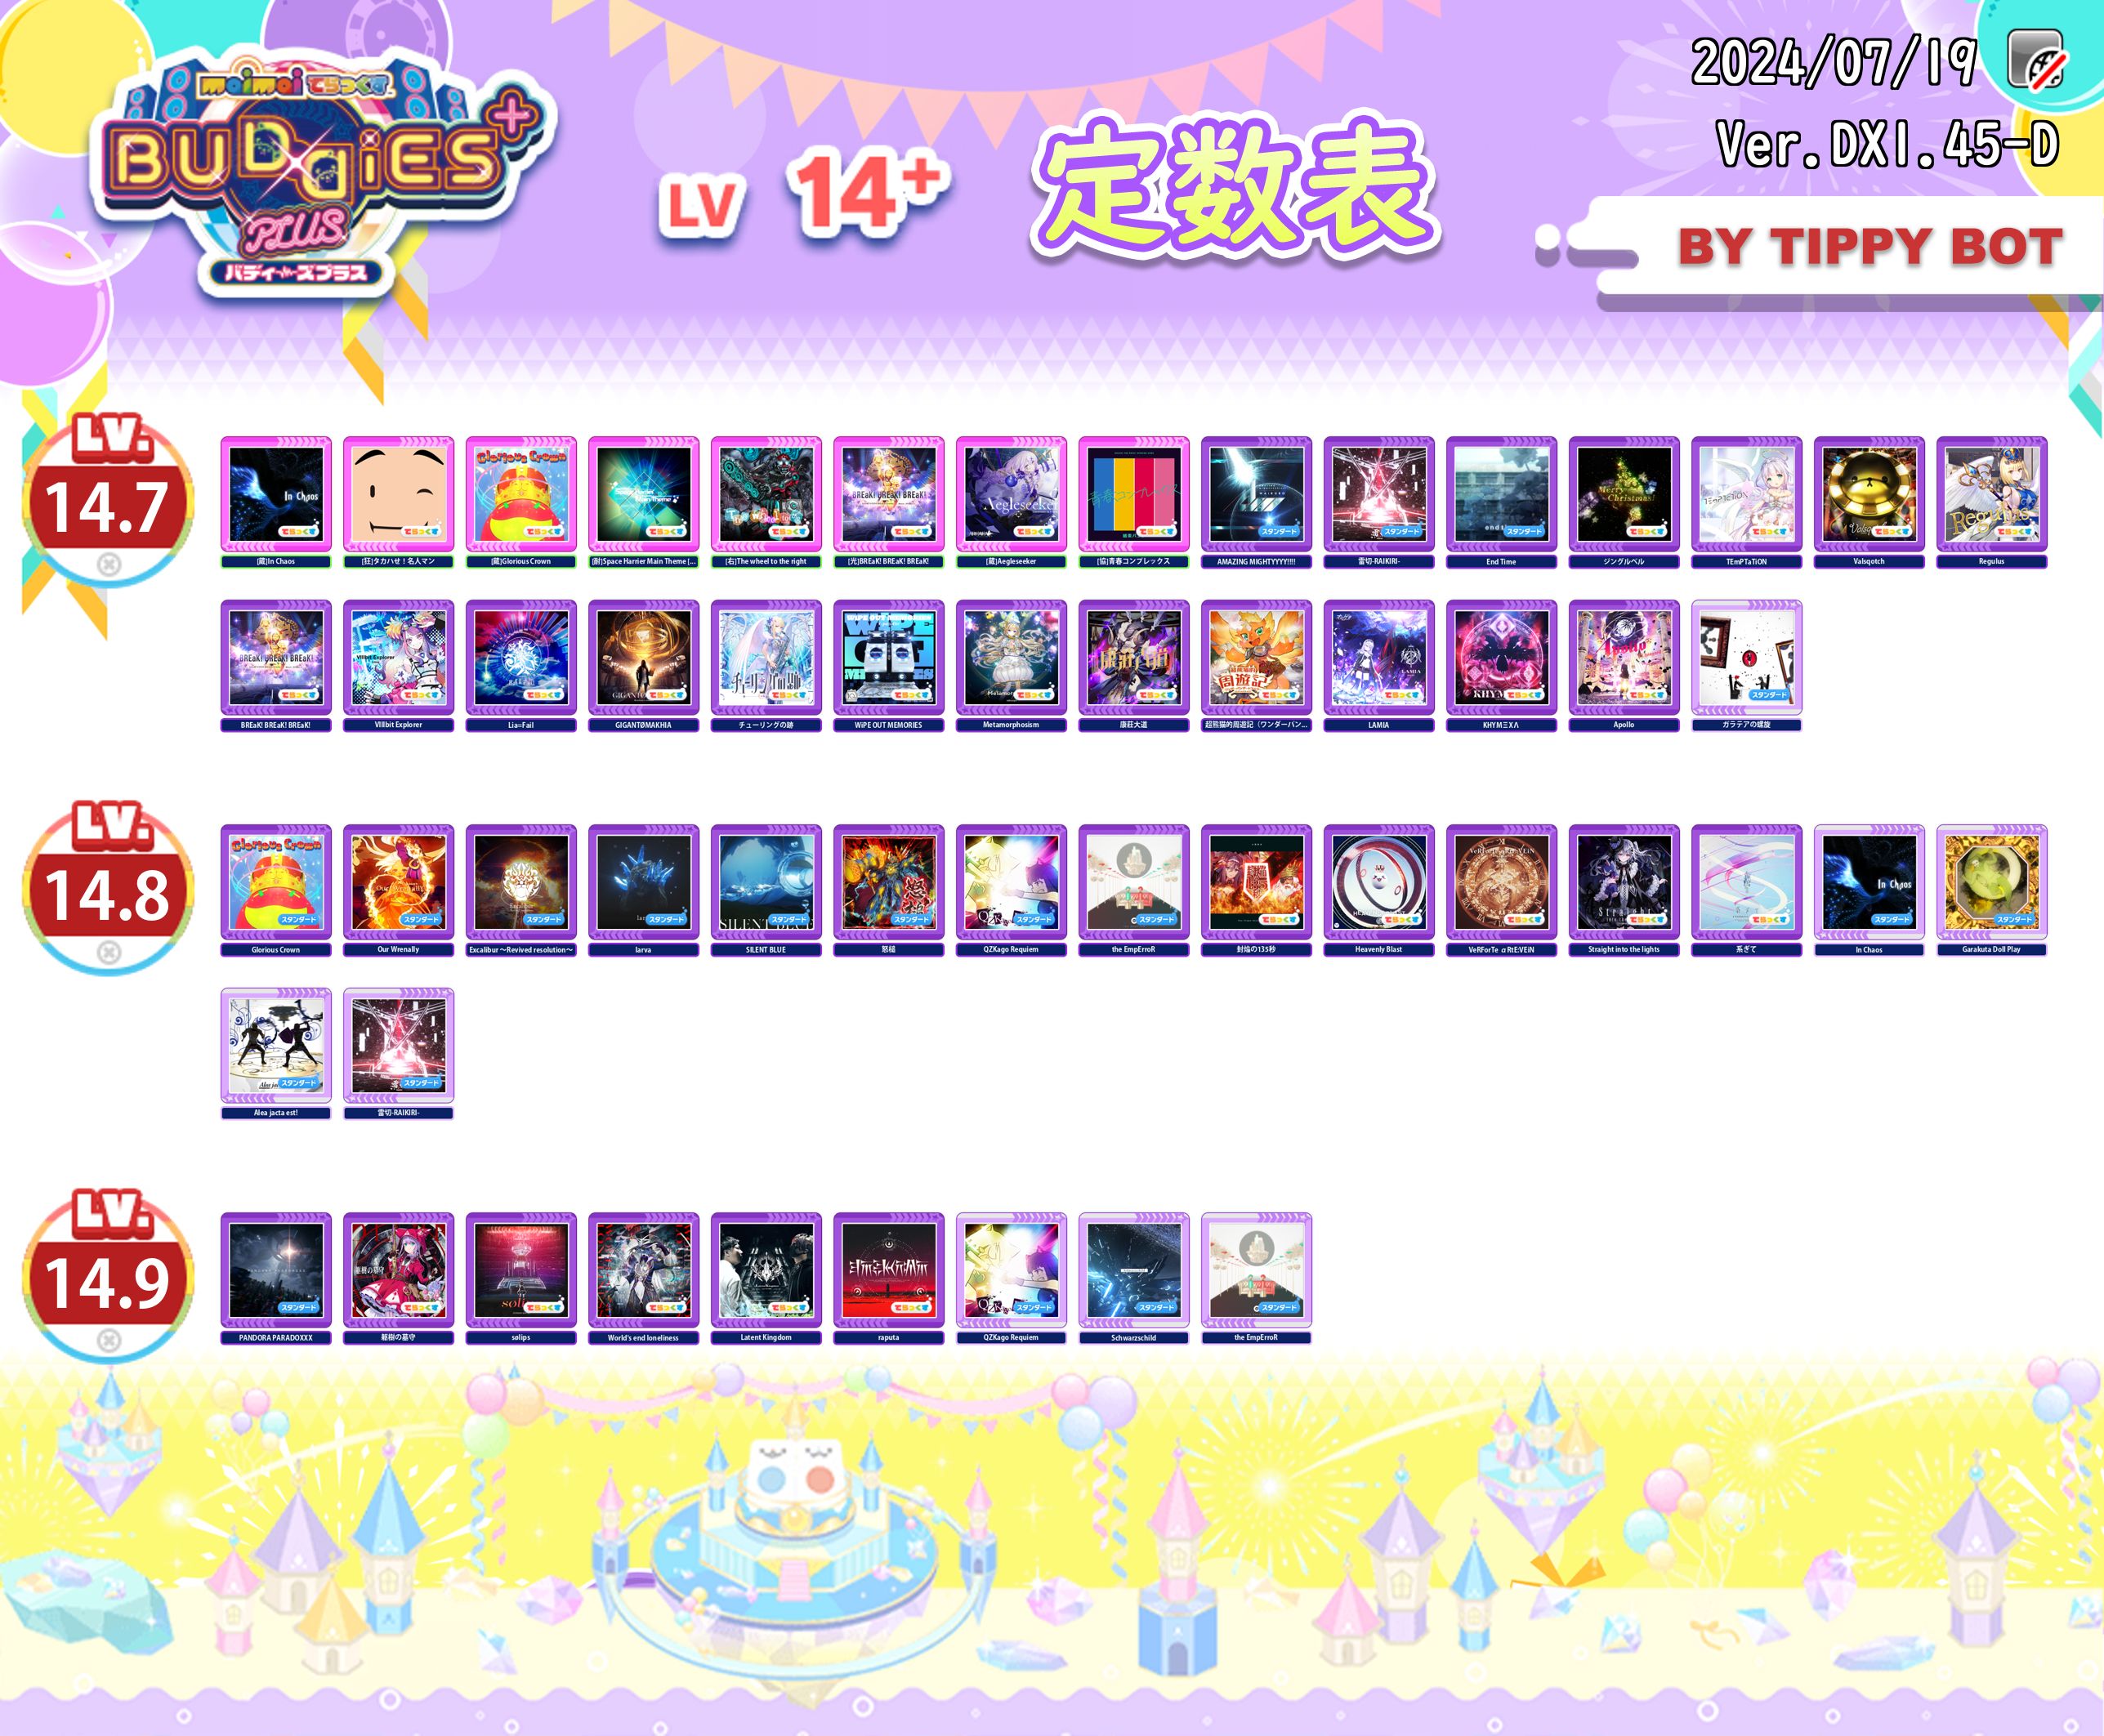 maimai でらっくす
BUDDiES+
PLUS
バディーズプラス
LV 14+ 定数表
2024/07/19
Ver.DX1.45-D
BY TIPPY BOT
LV.
14.7
[蔵]In Chaos
[狂]タカハせ！名人マン
[蔵]Glorious Crown
[耐]Space Harrier Main Theme [...
[右]The wheel to the right
[光]BREaK! BREaK! BREaK!
[蔵]Aegleseeker
[協]青春コンプレックス
AMAZING MIGHTYYYY!!!!
雷切-RAIKIRI-
End Time
ジングルベル
TEmPTaTiON
Valsqotch
Regulus
BREaK! BREaK! BREaK!
VIIIbit Explorer
Lia=Fail
GIGANTØMAKHIA
チューリングの跡
WiPE OUT MEMORIES
Metamorphosism
康莊大道
超熊猫的周遊記（ワンダーパン...
LAMIA
KHYMΞXΛ
Apollo
ガラテアの螺旋
LV.
14.8
Glorious Crown
Our Wrenally
Excalibur ～Revived resolution～
larva
SILENT BLUE
怒槌
QZKago Requiem
the EmpErroR
封焔の135秒
Heavenly Blast
VeRForTe αRtE:VEiN
Straight into the lights
系ぎて
In Chaos
Garakuta Doll Play
Alea jacta est!
雷切-RAIKIRI-
LV.
14.9
PANDORA PARADOXXX
躯樹の墓守
sølips
World's end loneliness
Latent Kingdom
raputa
QZKago Requiem
Schwarzschild
the EmpErroR